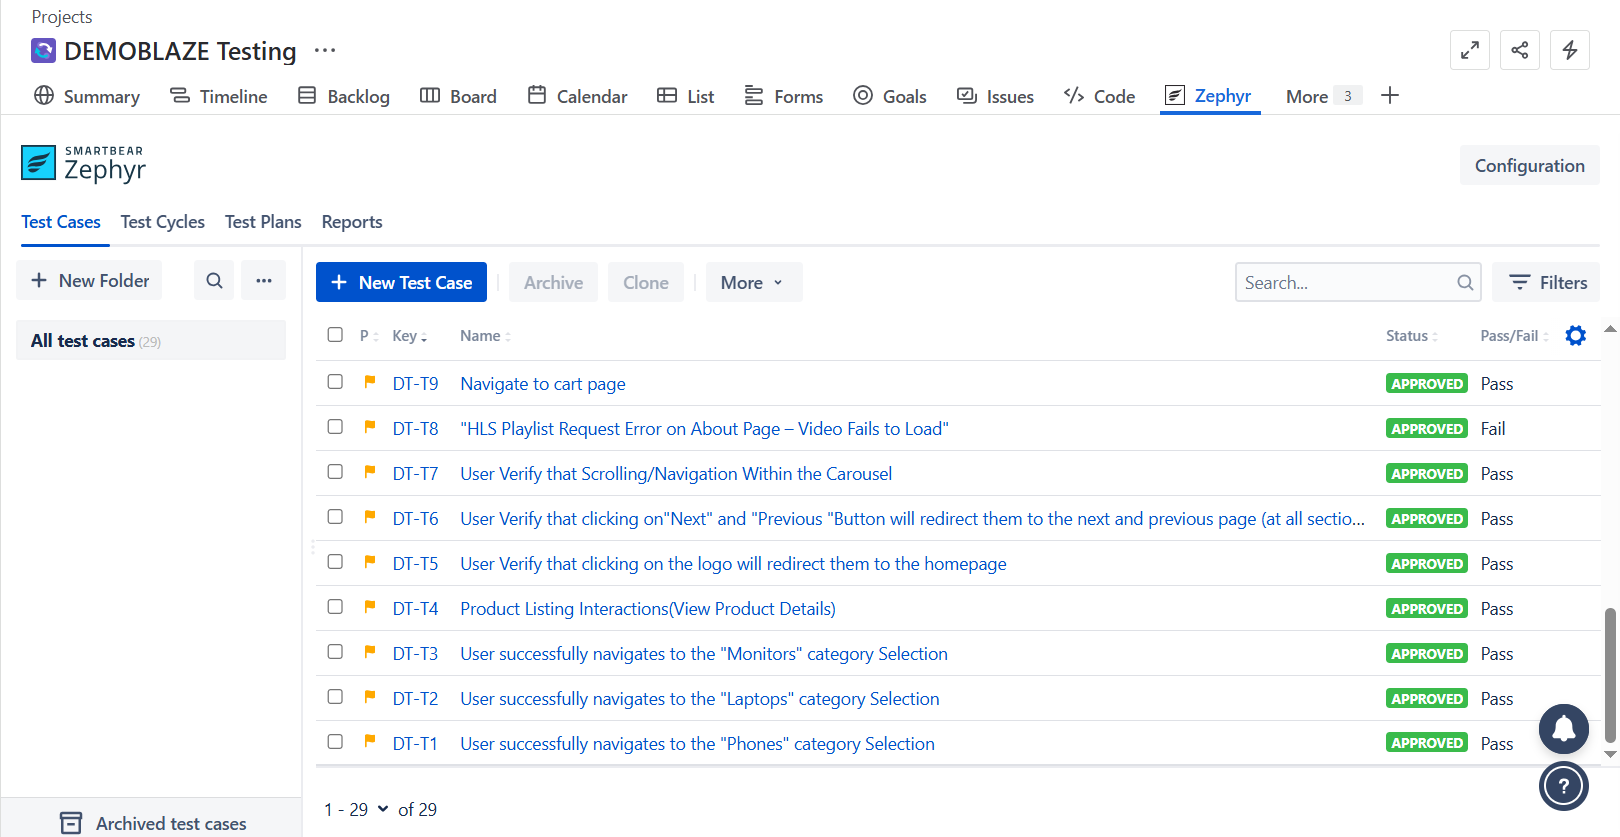 Projects
DEMOBLAZE Testing ...
Summary Timeline Backlog Board Calendar List Forms Goals Issues Code Zephyr More 3
SMARTBEAR
Zephyr
Configuration
Test Cases Test Cycles Test Plans Reports
New Folder ... New Test Case Archive Clone More Search... Filters
All test cases (29)
P Key Name Status Pass/Fail
DT-T9 Navigate to cart page APPROVED Pass
DT-T8 "HLS Playlist Request Error on About Page – Video Fails to Load" APPROVED Fail
DT-T7 User Verify that Scrolling/Navigation Within the Carousel APPROVED Pass
DT-T6 User Verify that clicking on"Next" and "Previous "Button will redirect them to the next and previous page (at all sectio... APPROVED Pass
DT-T5 User Verify that clicking on the logo will redirect them to the homepage APPROVED Pass
DT-T4 Product Listing Interactions(View Product Details) APPROVED Pass
DT-T3 User successfully navigates to the "Monitors" category Selection APPROVED Pass
DT-T2 User successfully navigates to the "Laptops" category Selection APPROVED Pass
DT-T1 User successfully navigates to the "Phones" category Selection APPROVED Pass
?
1 - 29 of 29
Archived test cases